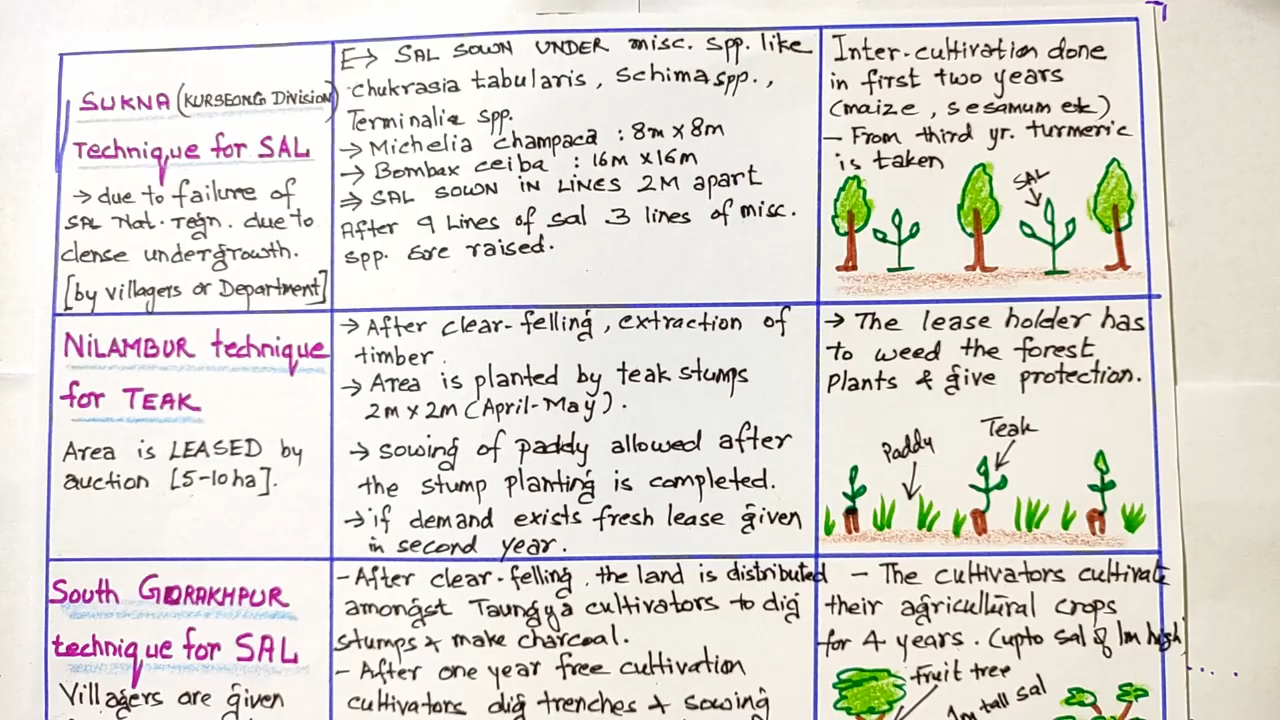 SUKNA (KURSEONG Division)
Technique for SAL
→ due to failure of
SAL Nat. regn. due to
dense undergrowth.
[by villagers or Department]
→ SAL SOWN UNDER misc. spp. like
chukrasia tabularis, schima spp.,
Terminalia spp.
→ Michelia champaca : 8m x 8m
→ Bombax ceiba : 16m x 16m
⇒ SAL SOWN IN LINES 2M apart
After 9 Lines of sal 3 lines of misc.
spp. are raised.
Inter-cultivation done
in first two years
(maize, sesamum etc)
- From third yr. turmeric
is taken
SAL
NILAMBUR technique
for TEAK
Area is LEASED by
auction [5-10ha].
→ After clear-felling, extraction of
timber.
→ Area is planted by teak stumps
2m x 2m (April-May).
→ sowing of paddy allowed after
the stump planting is completed.
→ if demand exists fresh lease given
in second year.
→ The lease holder has
to weed the forest
plants & give protection.
Paddy
Teak
South GORAKHPUR
technique for SAL
Villagers are given
- After clear-felling, the land is distributed
amongst Taungya cultivators to dig
stumps & make charcoal.
- After one year free cultivation
cultivators dig trenches & sowing
- The cultivators cultivate
their agricultural crops
for 4 years. (upto sal of 1m high)
fruit tree
1m tall sal